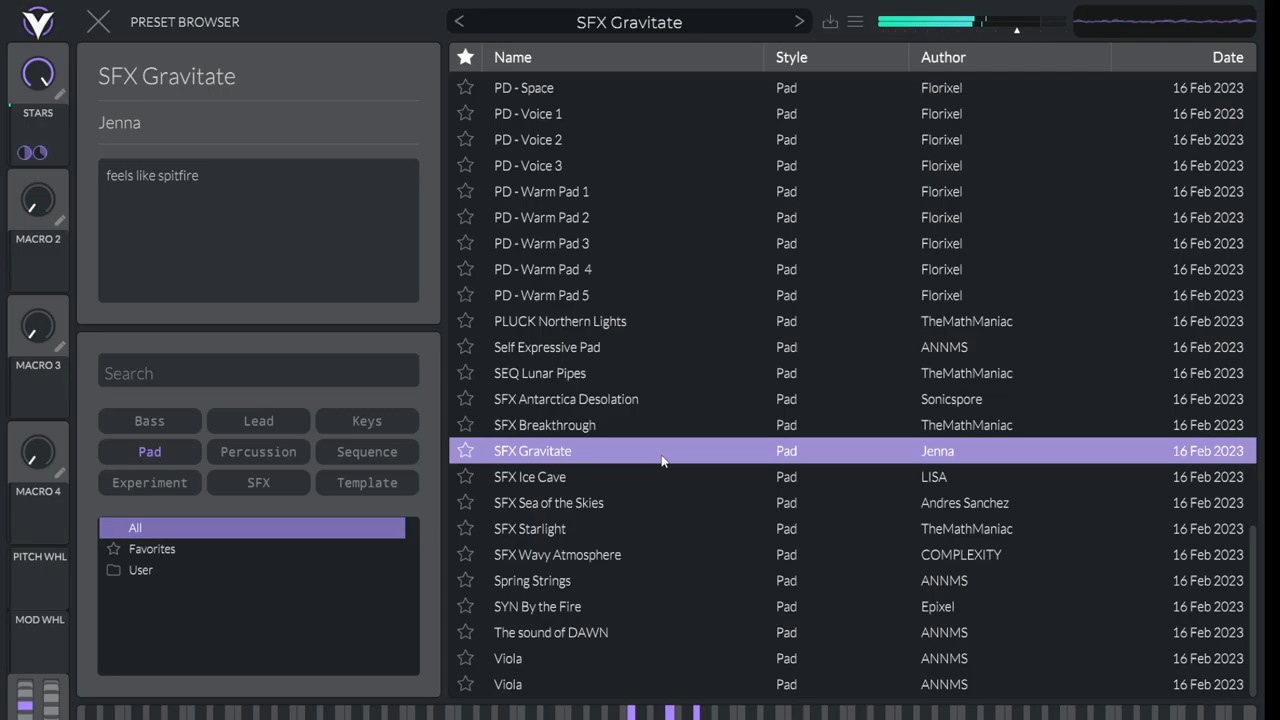 PRESET BROWSER
SFX Gravitate
SFX Gravitate
Jenna
feels like spitfire
STARS
MACRO 2
MACRO 3
MACRO 4
PITCH WHL
MOD WHL
Search
Bass Lead Keys
Pad Percussion Sequence
Experiment SFX Template
All
Favorites
User
Name Style Author Date
PD - Space Pad Florixel 16 Feb 2023
PD - Voice 1 Pad Florixel 16 Feb 2023
PD - Voice 2 Pad Florixel 16 Feb 2023
PD - Voice 3 Pad Florixel 16 Feb 2023
PD - Warm Pad 1 Pad Florixel 16 Feb 2023
PD - Warm Pad 2 Pad Florixel 16 Feb 2023
PD - Warm Pad 3 Pad Florixel 16 Feb 2023
PD - Warm Pad 4 Pad Florixel 16 Feb 2023
PD - Warm Pad 5 Pad Florixel 16 Feb 2023
PLUCK Northern Lights Pad TheMathManiac 16 Feb 2023
Self Expressive Pad Pad ANNMS 16 Feb 2023
SEQ Lunar Pipes Pad TheMathManiac 16 Feb 2023
SFX Antarctica Desolation Pad Sonicspore 16 Feb 2023
SFX Breakthrough Pad TheMathManiac 16 Feb 2023
SFX Gravitate Pad Jenna 16 Feb 2023
SFX Ice Cave Pad LISA 16 Feb 2023
SFX Sea of the Skies Pad Andres Sanchez 16 Feb 2023
SFX Starlight Pad TheMathManiac 16 Feb 2023
SFX Wavy Atmosphere Pad COMPLEXITY 16 Feb 2023
Spring Strings Pad ANNMS 16 Feb 2023
SYN By the Fire Pad Epixel 16 Feb 2023
The sound of DAWN Pad ANNMS 16 Feb 2023
Viola Pad ANNMS 16 Feb 2023
Viola Pad ANNMS 16 Feb 2023